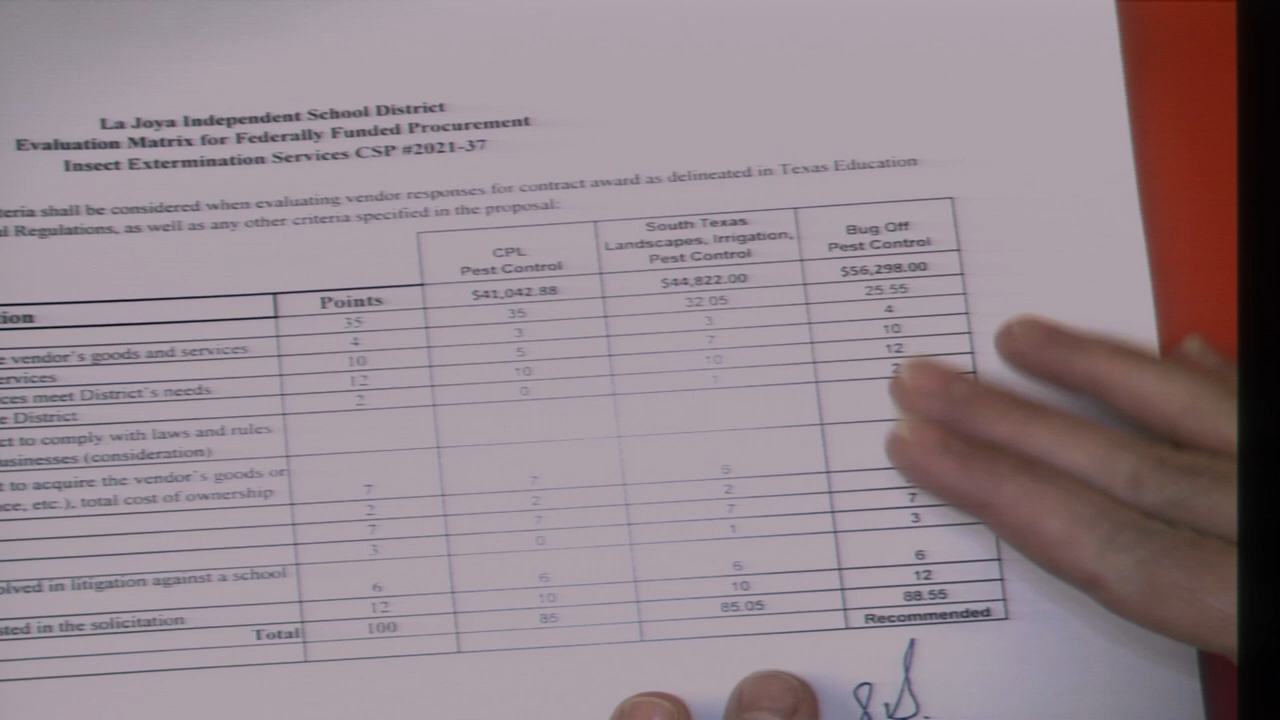 La Joya Independent School District
Evaluation Matrix for Federally Funded Procurement
Insect Extermination Services CSP #2021-37
teria shall be considered when evaluating vendor responses for contract award as delineated in Texas Education
l Regulations, as well as any other criteria specified in the proposal:
CPL Pest Control South Texas Landscapes, Irrigation, Pest Control Bug Off Pest Control
$41,042.88 $44,822.00 $56,298.00
ion Points
35 35 32.05 25.55
e vendor's goods and services 4 3 3 4
ervices 10 5 7 10
ces meet District's needs 12 10 10 12
e District 2 0 1 2
ct to comply with laws and rules
usinesses (consideration)
t to acquire the vendor's goods or
ce, etc.), total cost of ownership 7 7 5
2 2 2
7 7 7 7
3 0 1 3
olved in litigation against a school
6 6 6 6
sted in the solicitation 12 10 10 12
Total 100 85 85.05 88.55
Recommended